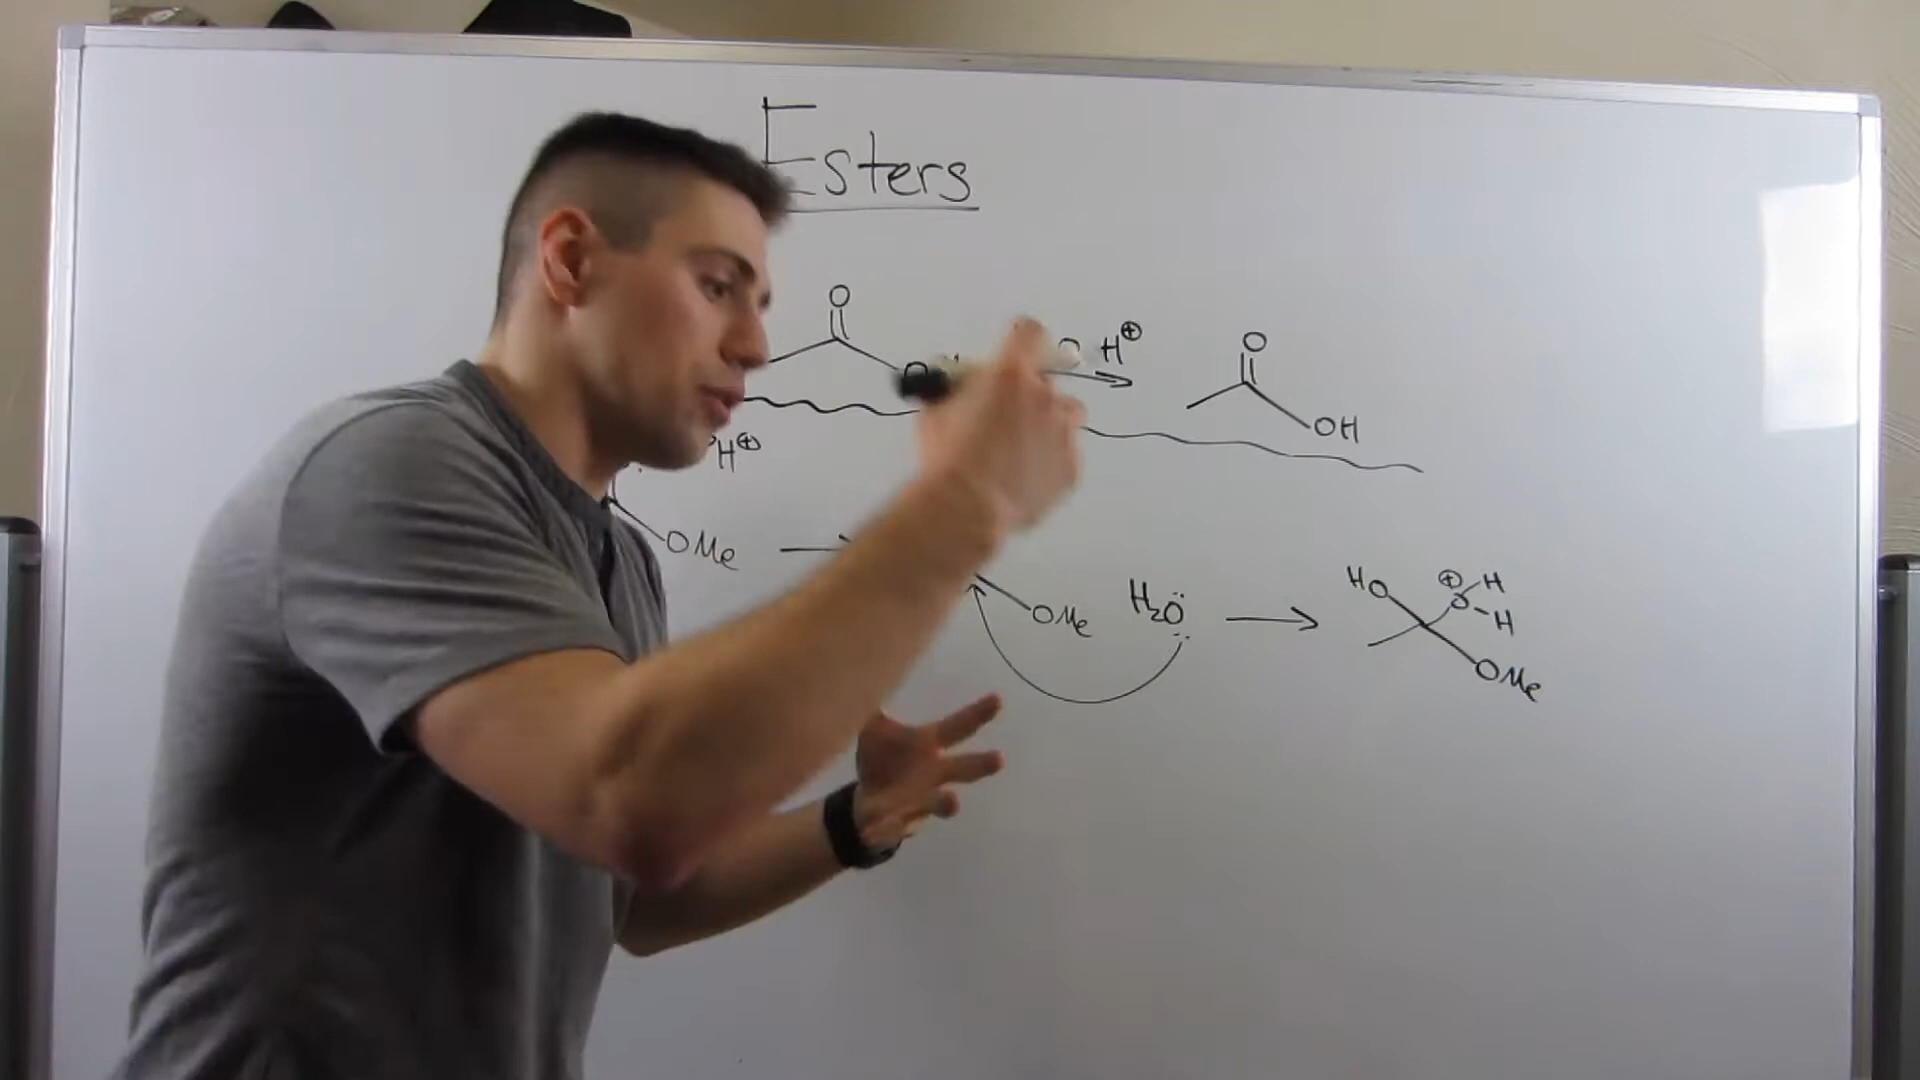 Esters
O
O H⊕
O
OH
H⊕
OMe
OMe H₂O
HO ⊕ H
O-H
OMe